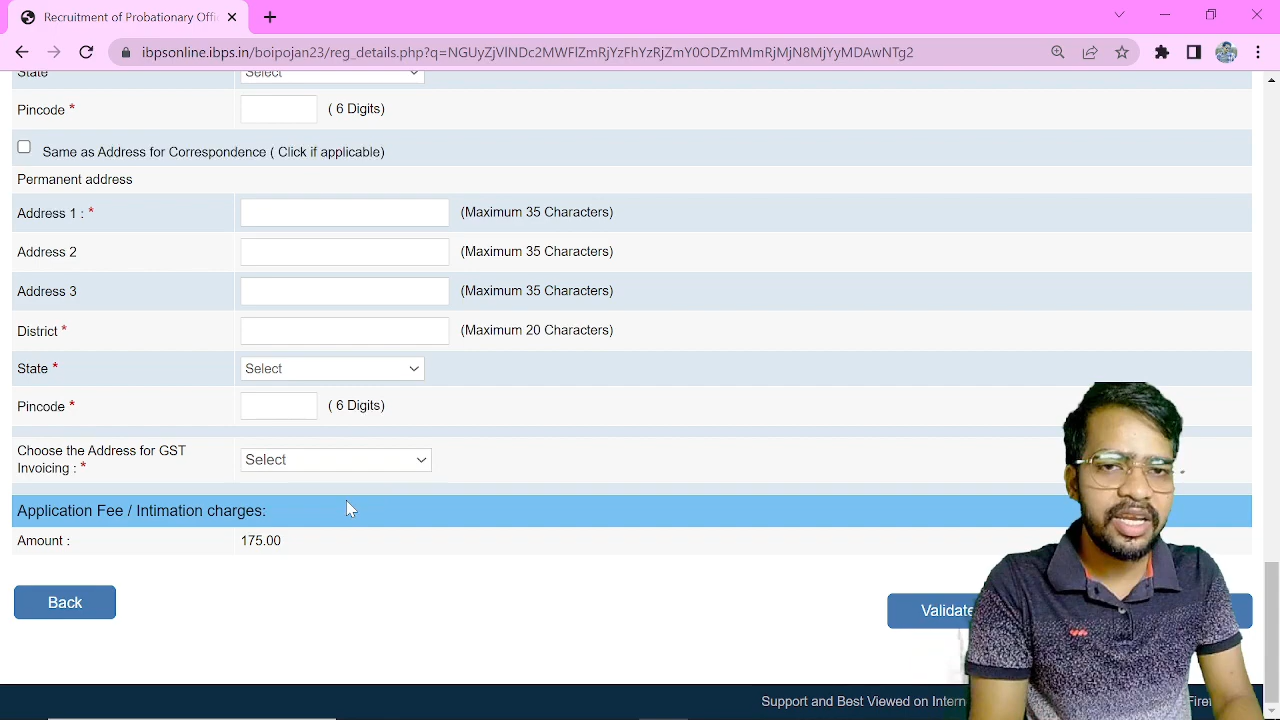 Recruitment of Probationary Of
ibpsonline.ibps.in/boipojan23/reg_details.php?q=NGUyZjVlNDc2MWFlZmRjYzFhYzRjZmY0ODZmMmRjMjN8MjYyMDAwNTg2
State Select
Pincode * ( 6 Digits)
Same as Address for Correspondence ( Click if applicable)
Permanent address
Address 1 : * (Maximum 35 Characters)
Address 2 (Maximum 35 Characters)
Address 3 (Maximum 35 Characters)
District * (Maximum 20 Characters)
State * Select
Pincode * ( 6 Digits)
Choose the Address for GST
Invoicing : * Select
Application Fee / Intimation charges:
Amount : 175.00
Back
Validate
Support and Best Viewed on Intern